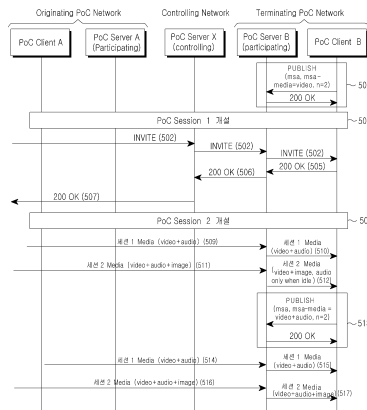 Originating PoC Network
Controlling Network
Terminating PoC Network
PoC Client A
PoC Server A
(Participating)
PoC Server X
(controlling)
PoC Server B
(participating)
PoC Client B
PUBLISH
(msa, msa-
media=video, n=2)
200 OK
50
PoC Session 1 개설
50
INVITE (502)
INVITE (502)
INVITE (502)
200 OK (505)
200 OK (506)
200 OK (507)
PoC Session 2 개설
50
세션 1 Media (video+audio) (509)
세션 1 Media
(video+audio) (510)
세션 2 Media (video+audio+image) (511)
세션 2 Media
(video+image, audio
only when idle) (512)
PUBLISH
(msa, msa-media =
video+audio, n=2)
200 OK
513
세션 1 Media (video+audio) (514)
세션 1 Media
(video+audio) (515)
세션 2 Media (video+audio+image) (516)
세션 2 Media
(video+audio+image) (517)